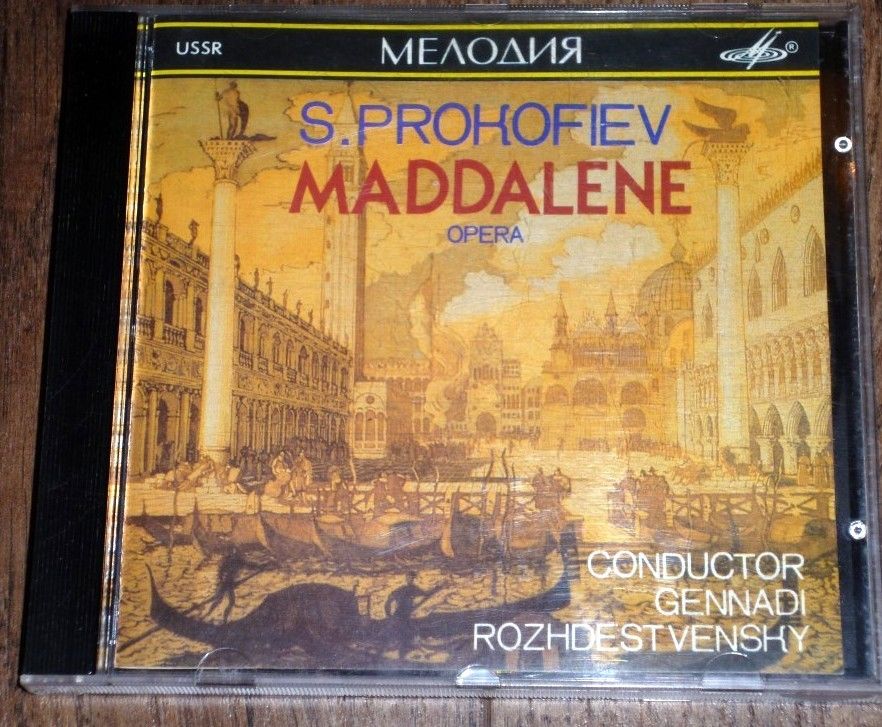 USSR
МЕЛОДИЯ
®
S.PROKOFIEV
MADDALENE
OPERA
CONDUCTOR
GENNADI
ROZHDESTVENSKY